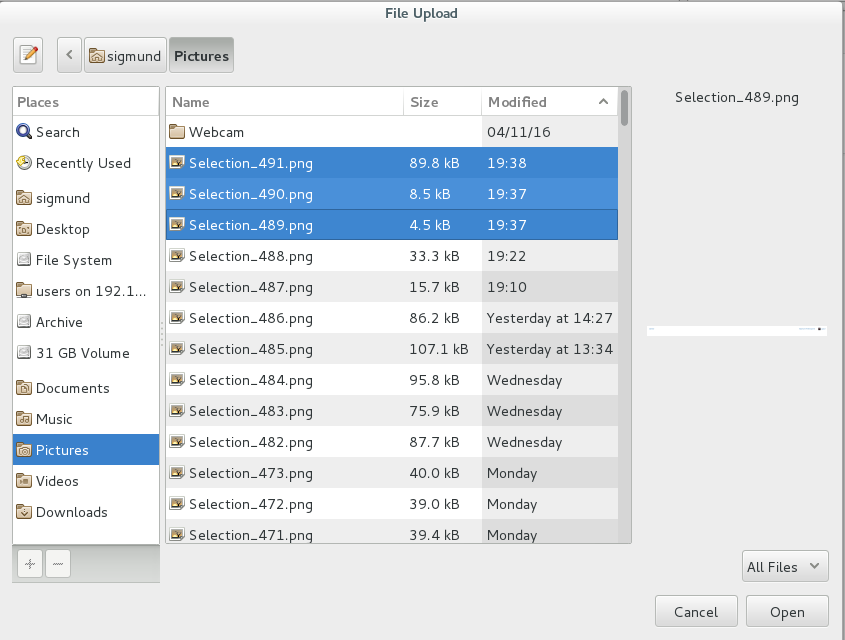 File Upload
sigmund Pictures
Places
Search
Recently Used
sigmund
Desktop
File System
users on 192.1...
Archive
31 GB Volume
Documents
Music
Pictures
Videos
Downloads
Name Size Modified
Webcam 04/11/16
Selection_491.png 89.8 kB 19:38
Selection_490.png 8.5 kB 19:37
Selection_489.png 4.5 kB 19:37
Selection_488.png 33.3 kB 19:22
Selection_487.png 15.7 kB 19:10
Selection_486.png 86.2 kB Yesterday at 14:27
Selection_485.png 107.1 kB Yesterday at 13:34
Selection_484.png 95.8 kB Wednesday
Selection_483.png 75.9 kB Wednesday
Selection_482.png 87.7 kB Wednesday
Selection_473.png 40.0 kB Monday
Selection_472.png 39.0 kB Monday
Selection_471.png 39.4 kB Monday
Selection_489.png
All Files
Cancel Open